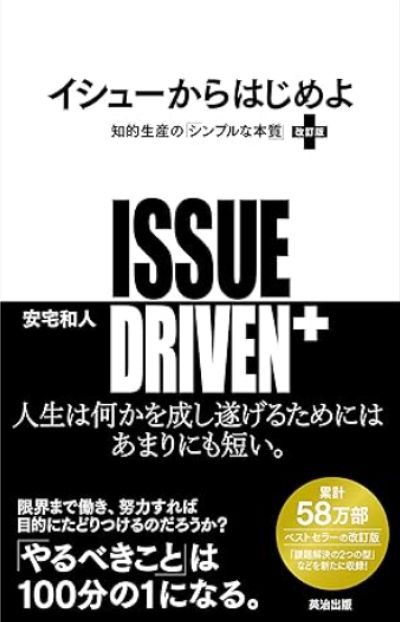 イシューからはじめよ
知的生産の「シンプルな本質」 改訂版
ISSUE
DRIVEN+
安宅和人
人生は何かを成し遂げるためには
あまりにも短い。
限界まで働き、努力すれば
目的にたどりつけるのだろうか?
「やるべきこと」は
100分の1になる。
累計
58万部
ベストセラーの改訂版
「課題解決の2つの型」
などを新たに収録!
英治出版